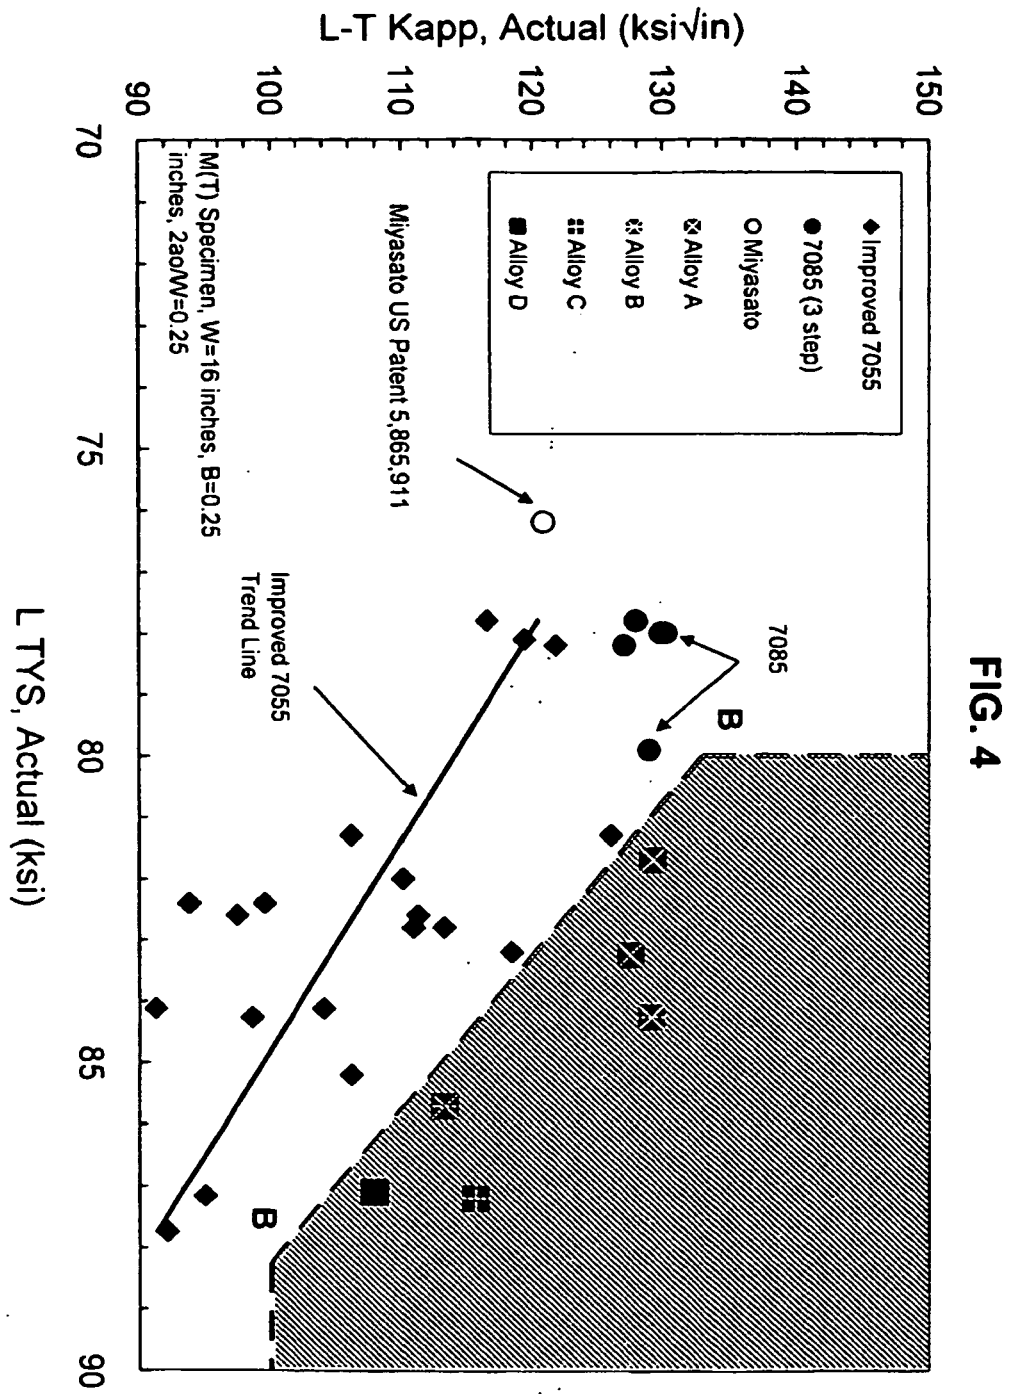 FIG. 4
L-T Kapp, Actual (ksi√in)
150
140
130
120
110
100
90
◆ Improved 7055
● 7085 (3 step)
○ Miyasato
Alloy A
Alloy B
Alloy C
Alloy D
7085
B
Miyasato US Patent 5,865,911
Improved 7055
Trend Line
B
M(T) Specimen, W=16 inches, B=0.25
inches, 2ao/W=0.25
70
75
80
85
90
L TYS, Actual (ksi)